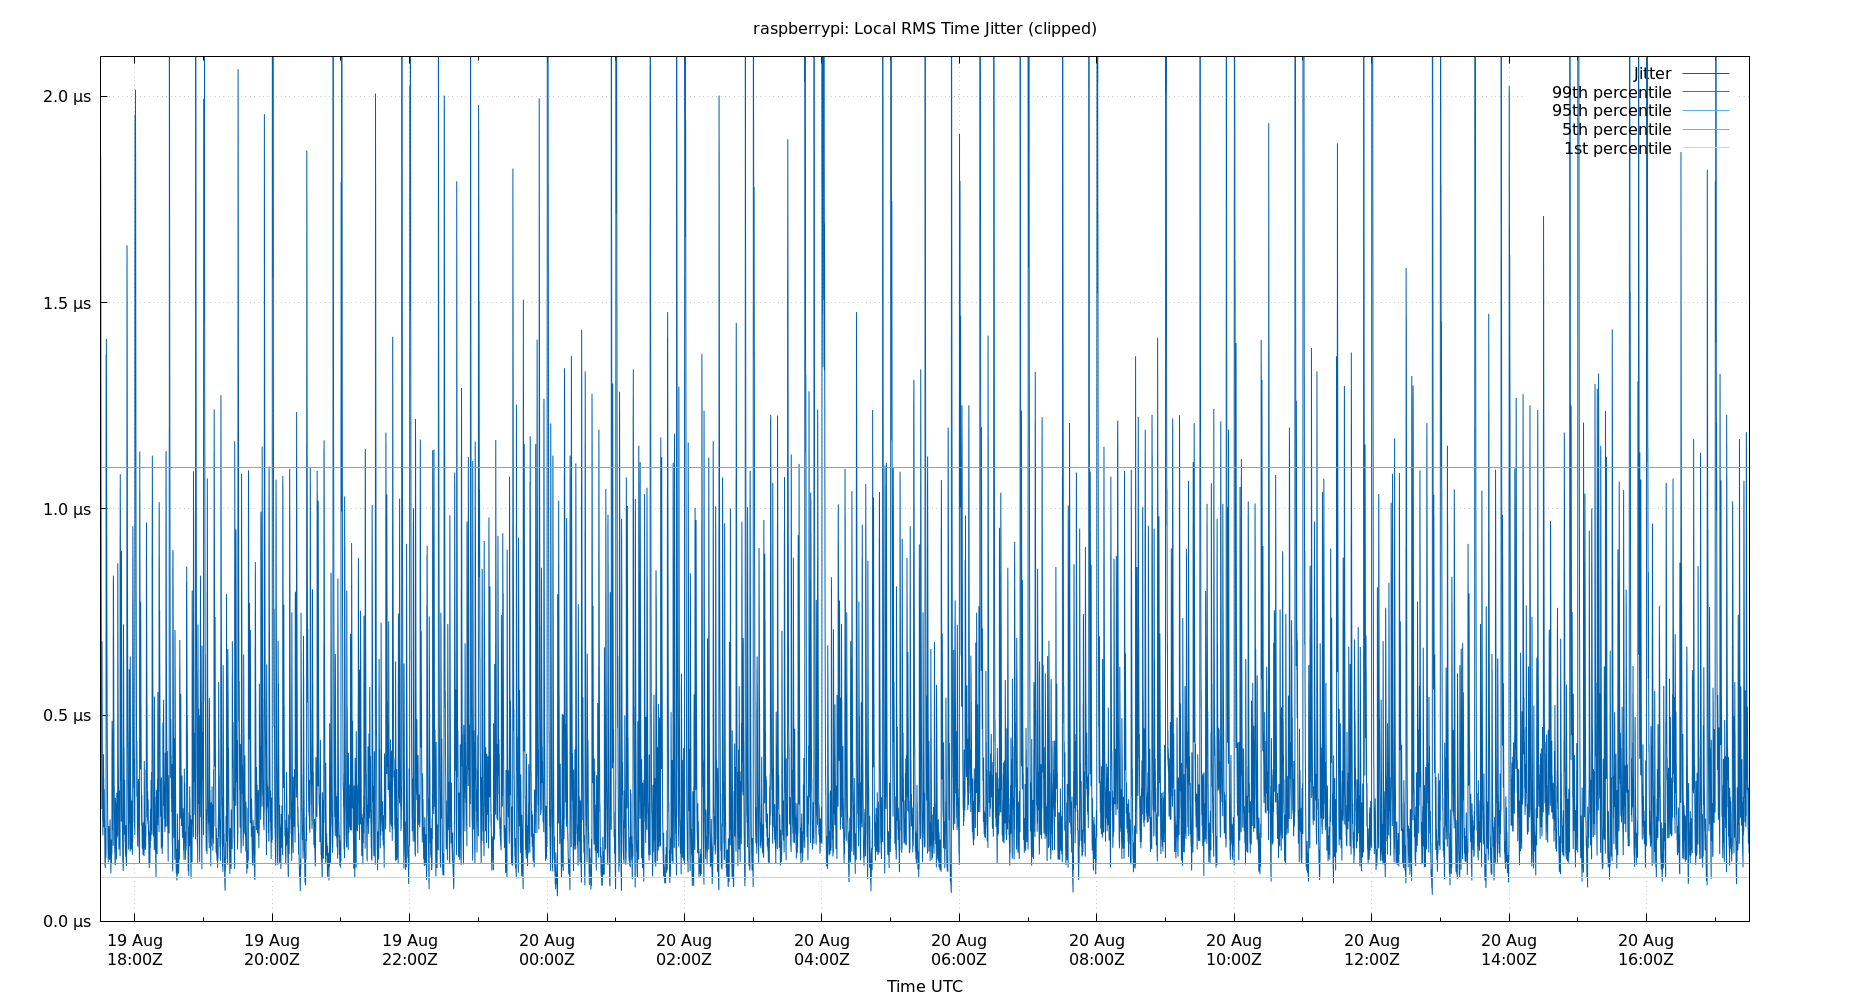 raspberrypi: Local RMS Time Jitter (clipped)
Jitter
99th percentile
95th percentile
5th percentile
1st percentile
2.0 µs
1.5 µs
1.0 µs
0.5 µs
0.0 µs
19 Aug 19 Aug 19 Aug 20 Aug 20 Aug 20 Aug 20 Aug 20 Aug 20 Aug 20 Aug 20 Aug 20 Aug
18:00Z 20:00Z 22:00Z 00:00Z 02:00Z 04:00Z 06:00Z 08:00Z 10:00Z 12:00Z 14:00Z 16:00Z
Time UTC